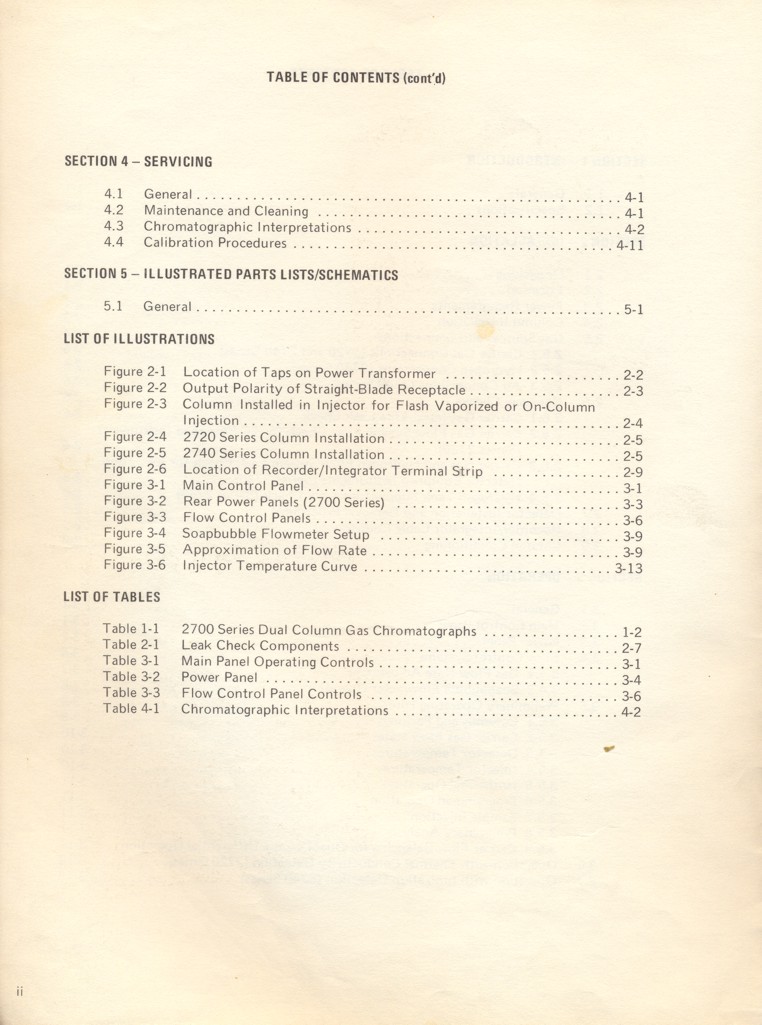 TABLE OF CONTENTS (cont'd)
SECTION 4 – SERVICING
4.1 General . . . . . . . . . . . . . . . . . . . . . . . . . . . . . . . . . . . . . . . . . . . . . . . . . . . . . 4-1
4.2 Maintenance and Cleaning . . . . . . . . . . . . . . . . . . . . . . . . . . . . . . . . . . . . . . 4-1
4.3 Chromatographic Interpretations . . . . . . . . . . . . . . . . . . . . . . . . . . . . . . . . . 4-2
4.4 Calibration Procedures . . . . . . . . . . . . . . . . . . . . . . . . . . . . . . . . . . . . . . . . 4-11
SECTION 5 – ILLUSTRATED PARTS LISTS/SCHEMATICS
5.1 General . . . . . . . . . . . . . . . . . . . . . . . . . . . . . . . . . . . . . . . . . . . . . . . . . . . . . 5-1
LIST OF ILLUSTRATIONS
Figure 2-1 Location of Taps on Power Transformer . . . . . . . . . . . . . . . . . . . . . . 2-2
Figure 2-2 Output Polarity of Straight-Blade Receptacle . . . . . . . . . . . . . . . . . . . 2-3
Figure 2-3 Column Installed in Injector for Flash Vaporized or On-Column
Injection . . . . . . . . . . . . . . . . . . . . . . . . . . . . . . . . . . . . . . . . . . . . . . . 2-4
Figure 2-4 2720 Series Column Installation . . . . . . . . . . . . . . . . . . . . . . . . . . . . . 2-5
Figure 2-5 2740 Series Column Installation . . . . . . . . . . . . . . . . . . . . . . . . . . . . . 2-5
Figure 2-6 Location of Recorder/Integrator Terminal Strip . . . . . . . . . . . . . . . . 2-9
Figure 3-1 Main Control Panel . . . . . . . . . . . . . . . . . . . . . . . . . . . . . . . . . . . . . . . 3-1
Figure 3-2 Rear Power Panels (2700 Series) . . . . . . . . . . . . . . . . . . . . . . . . . . . . 3-3
Figure 3-3 Flow Control Panels . . . . . . . . . . . . . . . . . . . . . . . . . . . . . . . . . . . . . . 3-6
Figure 3-4 Soapbubble Flowmeter Setup . . . . . . . . . . . . . . . . . . . . . . . . . . . . . . 3-9
Figure 3-5 Approximation of Flow Rate . . . . . . . . . . . . . . . . . . . . . . . . . . . . . . . 3-9
Figure 3-6 Injector Temperature Curve . . . . . . . . . . . . . . . . . . . . . . . . . . . . . . . 3-13
LIST OF TABLES
Table 1-1 2700 Series Dual Column Gas Chromatographs . . . . . . . . . . . . . . . . . 1-2
Table 2-1 Leak Check Components . . . . . . . . . . . . . . . . . . . . . . . . . . . . . . . . . . 2-7
Table 3-1 Main Panel Operating Controls . . . . . . . . . . . . . . . . . . . . . . . . . . . . . . 3-1
Table 3-2 Power Panel . . . . . . . . . . . . . . . . . . . . . . . . . . . . . . . . . . . . . . . . . . . . 3-4
Table 3-3 Flow Control Panel Controls . . . . . . . . . . . . . . . . . . . . . . . . . . . . . . . 3-6
Table 4-1 Chromatographic Interpretations . . . . . . . . . . . . . . . . . . . . . . . . . . . . 4-2
ii